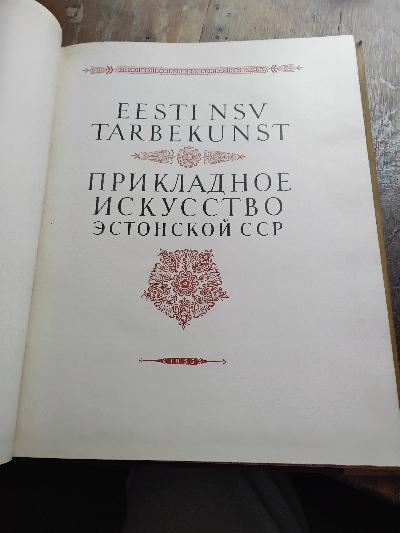 EESTI NSV
TARBEKUNST
ПРИКЛАДНОЕ
ИСКУССТВО
ЭСТОНСКОЙ ССР